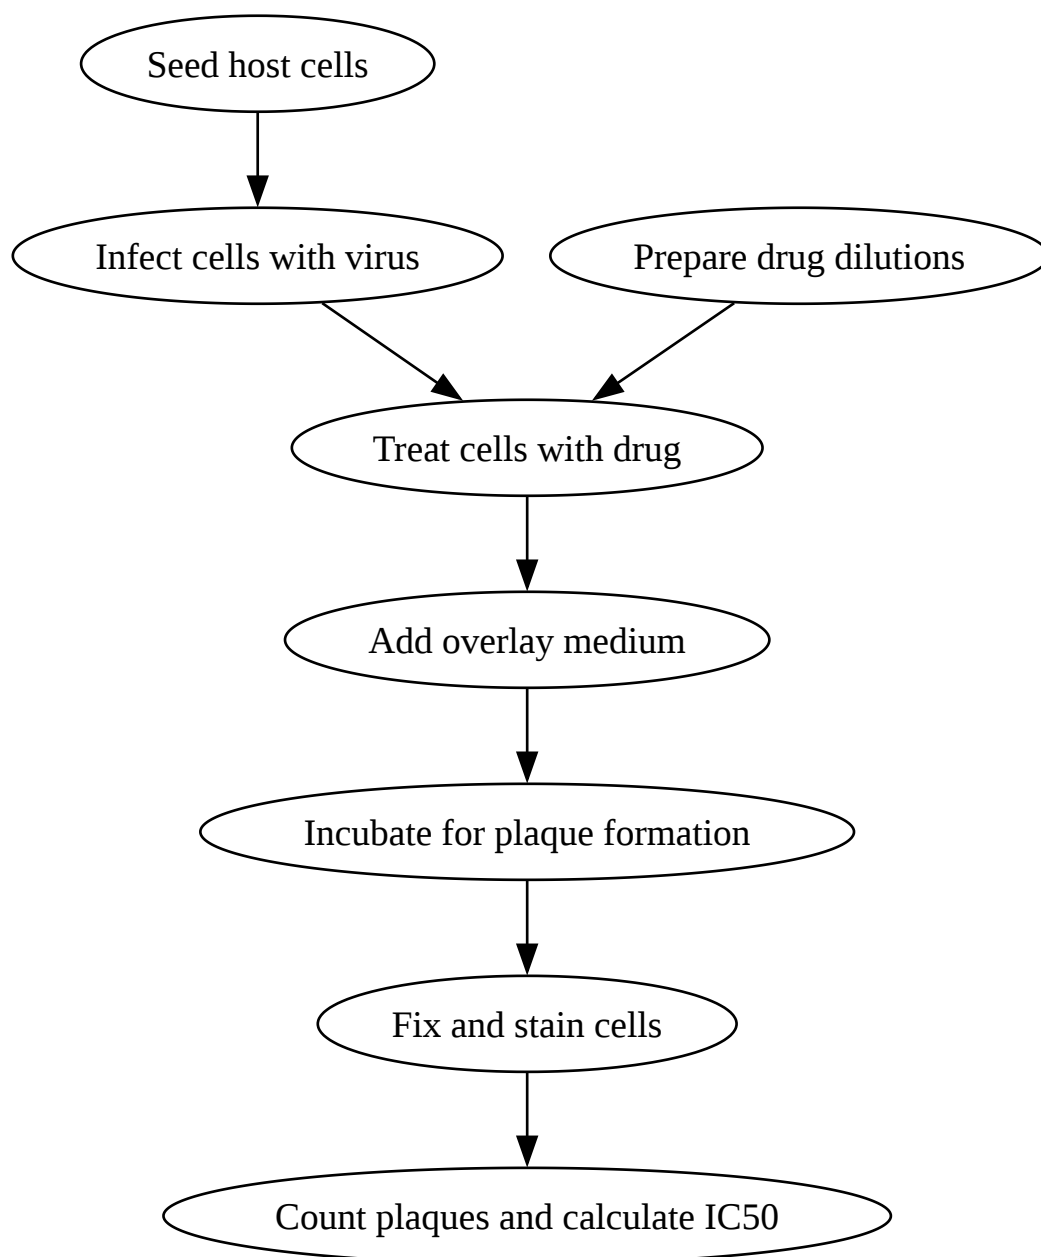 Seed host cells
Infect cells with virus
Prepare drug dilutions
Treat cells with drug
Add overlay medium
Incubate for plaque formation
Fix and stain cells
Count plaques and calculate IC50